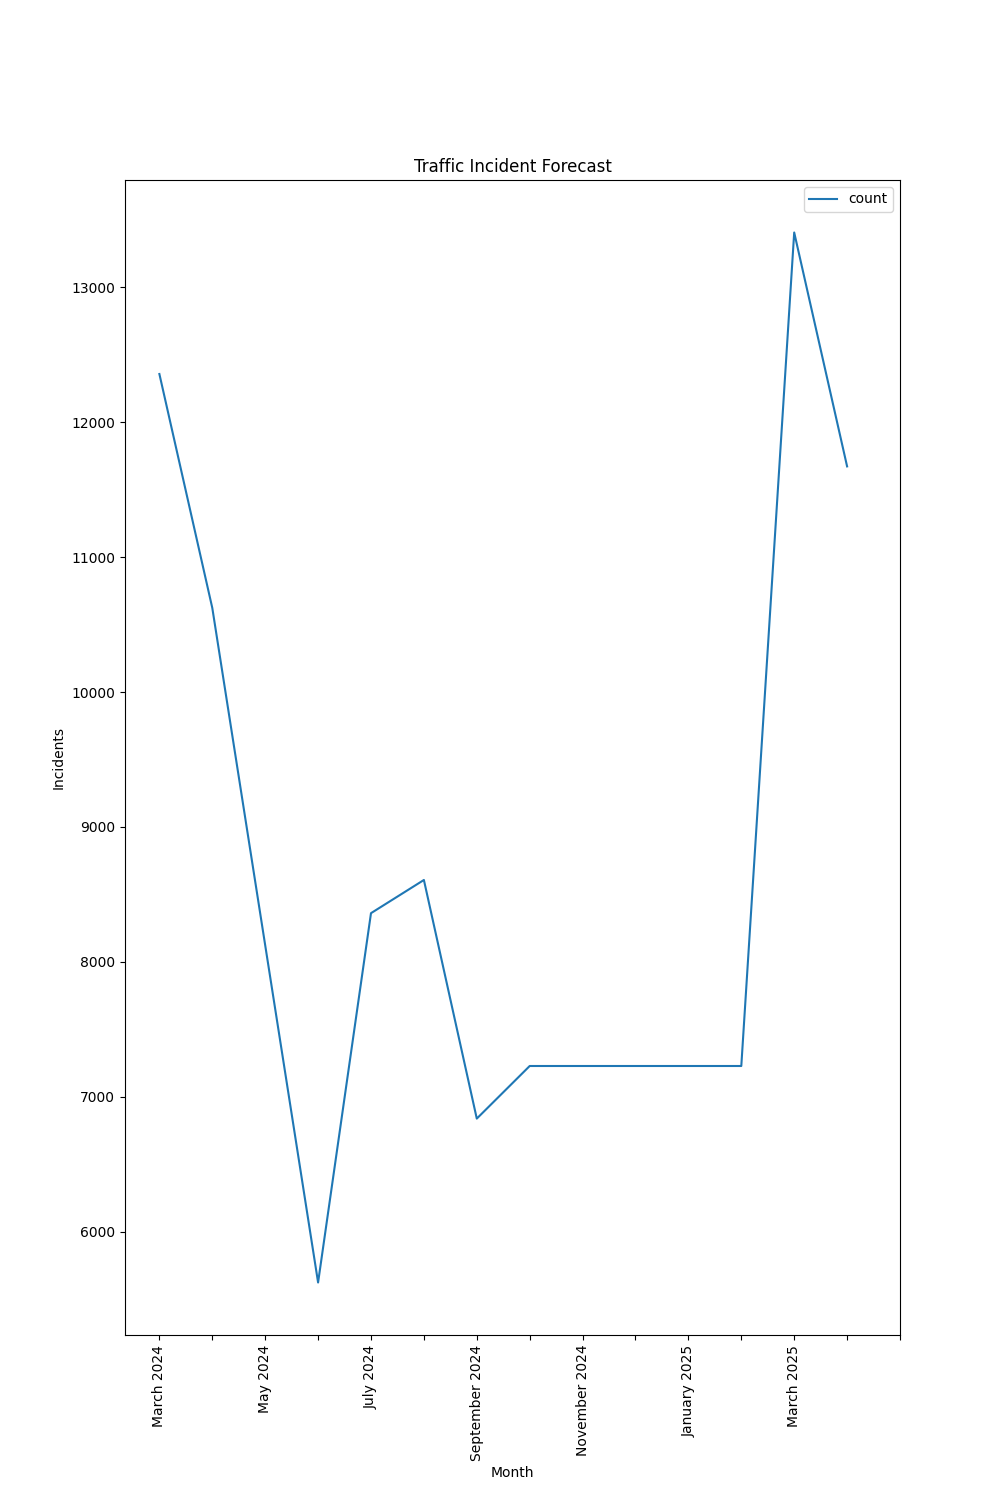 Traffic Incident Forecast
count
13000
12000
11000
10000
9000
8000
7000
6000
Incidents
March 2024
May 2024
July 2024
September 2024
November 2024
January 2025
March 2025
Month